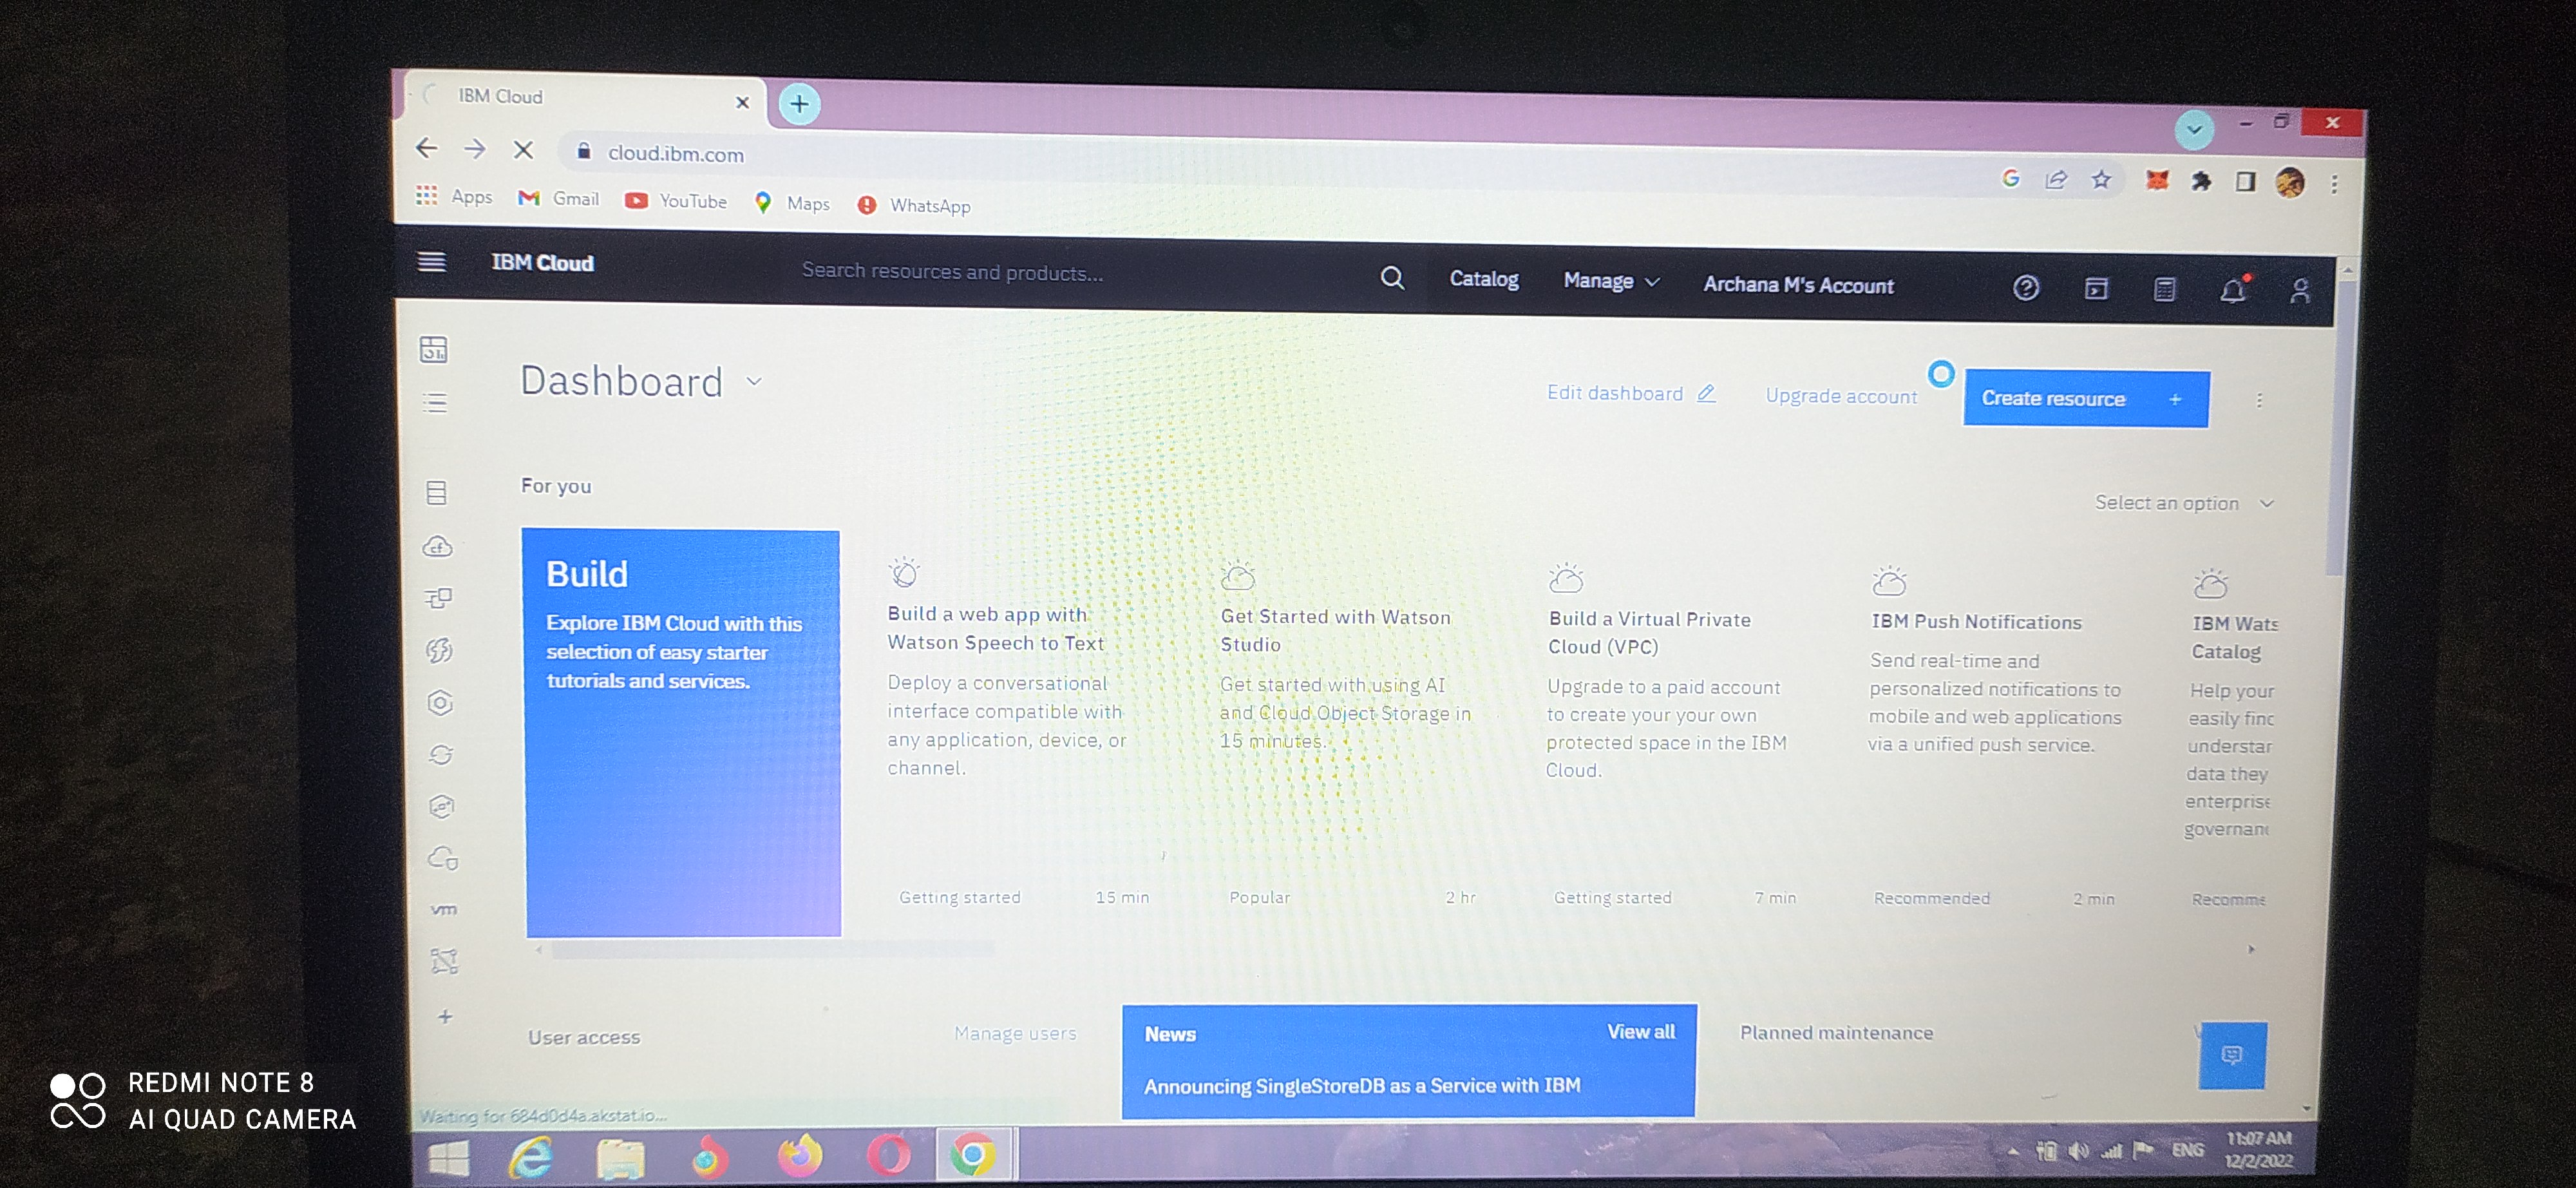 IBM Cloud
cloud.ibm.com
Apps Gmail YouTube Maps WhatsApp
IBM Cloud Search resources and products... Catalog Manage Archana M's Account
Dashboard Edit dashboard Upgrade account Create resource +
For you
Select an option
Build
Explore IBM Cloud with this
selection of easy starter
tutorials and services.
Build a web app with
Watson Speech to Text
Deploy a conversational
interface compatible with
any application, device, or
channel.
Getting started 15 min
Get Started with Watson
Studio
Get started with using AI
and Cloud Object Storage in
15 minutes.
Popular 2 hr
Build a Virtual Private
Cloud (VPC)
Upgrade to a paid account
to create your your own
protected space in the IBM
Cloud.
Getting started 7 min
IBM Push Notifications
Send real-time and
personalized notifications to
mobile and web applications
via a unified push service.
Recommended 2 min
IBM Wats
Catalog
Help your
easily finc
understar
data they
enterprise
governan
Recomme
vm
User access Manage users
News View all
Announcing SingleStoreDB as a Service with IBM
Planned maintenance
Waiting for 684d0d4a.akstat.io...
ENG
11:07 AM
12/2/2022
REDMI NOTE 8
AI QUAD CAMERA